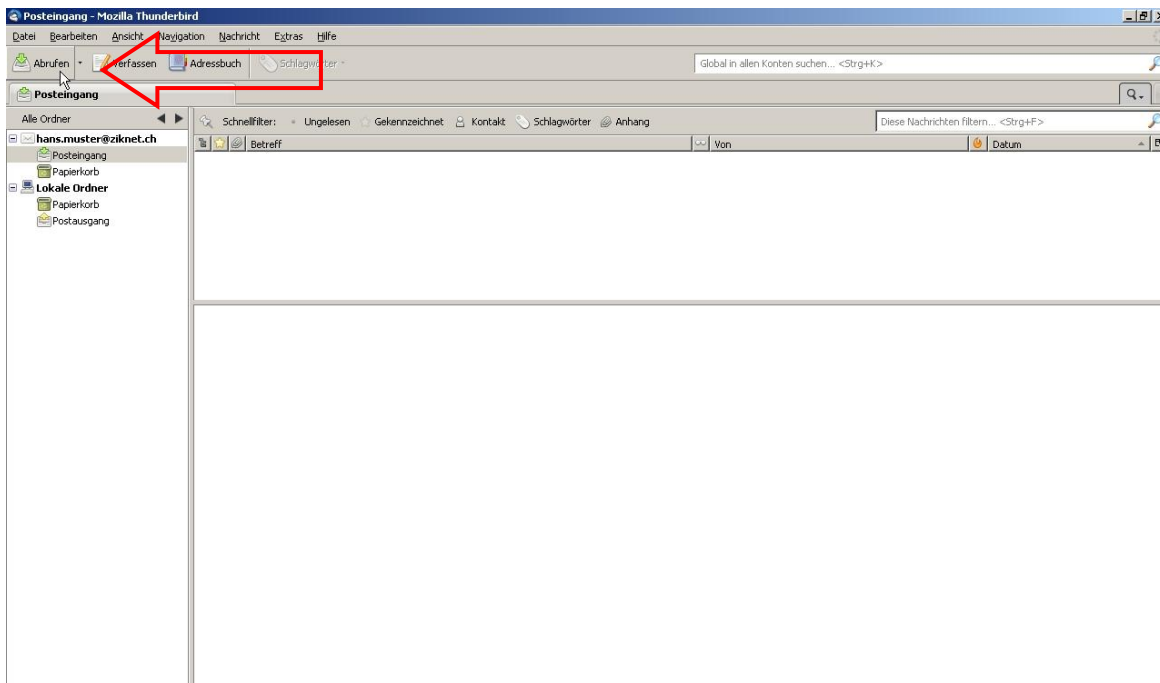 Posteingang - Mozilla Thunderbird
Datei Bearbeiten Ansicht Navigation Nachricht Extras Hilfe
Abrufen Verfassen Adressbuch Schlagwörter Global in allen Konten suchen... <Strg+K>
Posteingang
Alle Ordner Schnellfilter: Ungelesen Gekennzeichnet Kontakt Schlagwörter Anhang Diese Nachrichten filtern... <Strg+F>
hans.muster@ziknet.ch Betreff Von Datum
Posteingang
Papierkorb
Lokale Ordner
Papierkorb
Postausgang